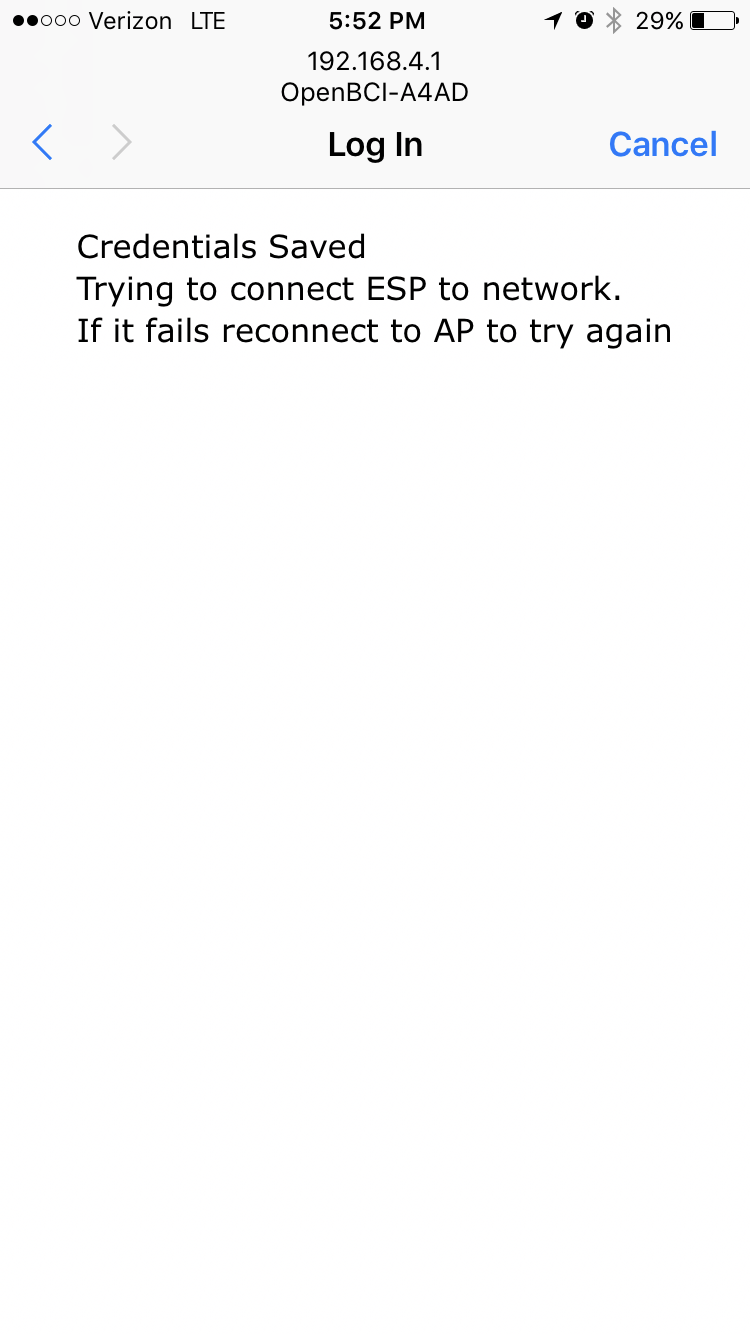 Verizon LTE 5:52 PM 29%
192.168.4.1
OpenBCI-A4AD
Log In Cancel
Credentials Saved
Trying to connect ESP to network.
If it fails reconnect to AP to try again